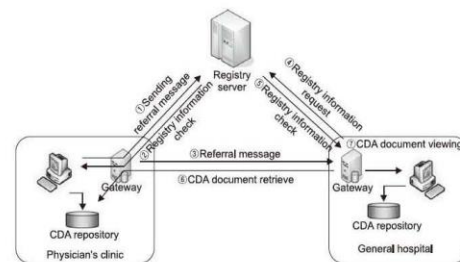 Registry
server
①Sending
referral message
②Registry information
check
④Registry information
request
⑤Registry information
check
③Referral message
⑥CDA document retrieve
⑦CDA document viewing
Gateway
Gateway
CDA repository
CDA repository
Physician's clinic
General hospital